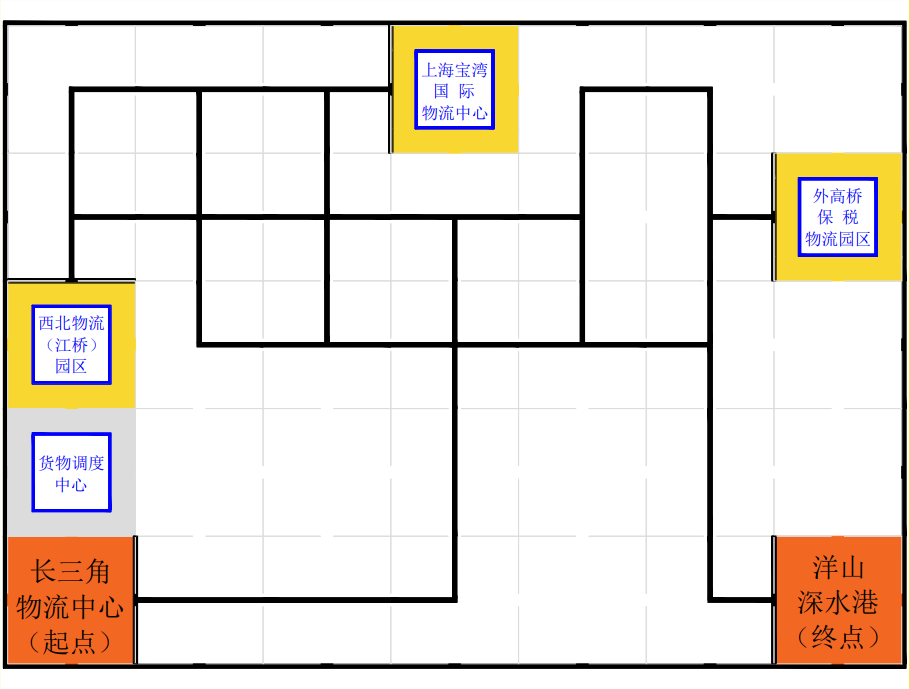 上海宝湾
国 际
物流中心
外高桥
保 税
物流园区
西北物流
（江桥）
园区
货物调度
中心
长三角
物流中心
（起点）
洋山
深水港
（终点）